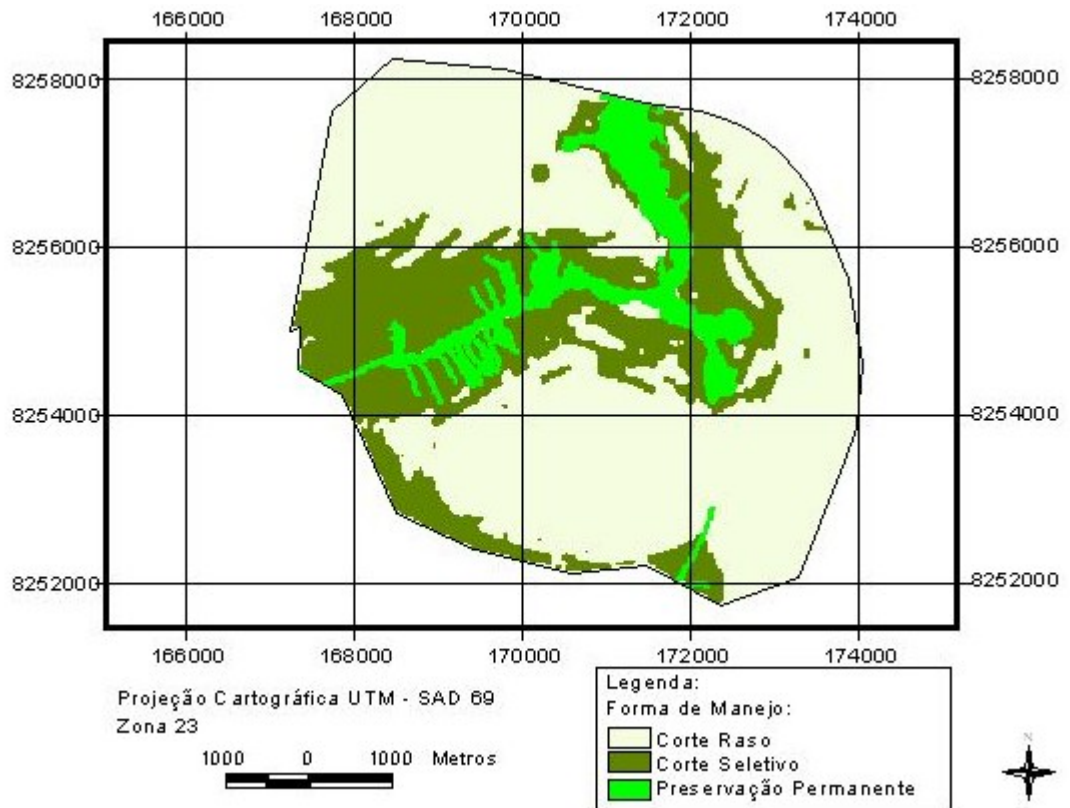 166000 168000 170000 172000 174000
8258000 8258000
8256000 8256000
8254000 8254000
8252000 8252000
166000 168000 170000 172000 174000
Projeção Cartográfica UTM - SAD 69
Zona 23
1000 0 1000 Metros
Legenda:
Forma de Manejo:
Corte Raso
Corte Seletivo
Preservação Permanente
N